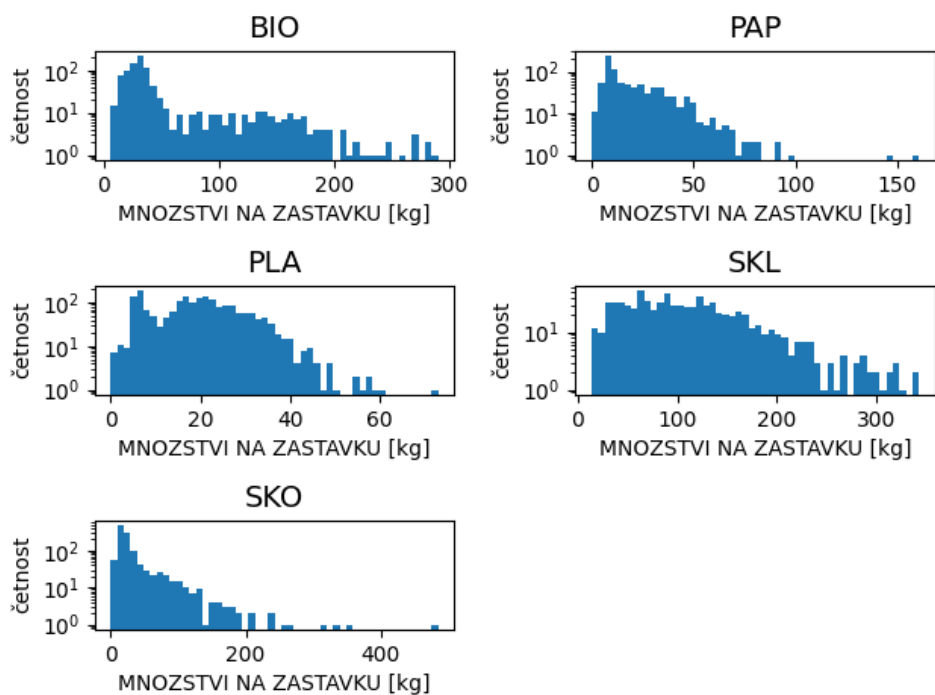 BIO
četnost
10²
10¹
10⁰
0 100 200 300
MNOZSTVI NA ZASTAVKU [kg]
PAP
četnost
10²
10¹
10⁰
0 50 100 150
MNOZSTVI NA ZASTAVKU [kg]
PLA
četnost
10²
10¹
10⁰
0 20 40 60
MNOZSTVI NA ZASTAVKU [kg]
SKL
četnost
10¹
10⁰
0 100 200 300
MNOZSTVI NA ZASTAVKU [kg]
SKO
četnost
10²
10¹
10⁰
0 200 400
MNOZSTVI NA ZASTAVKU [kg]